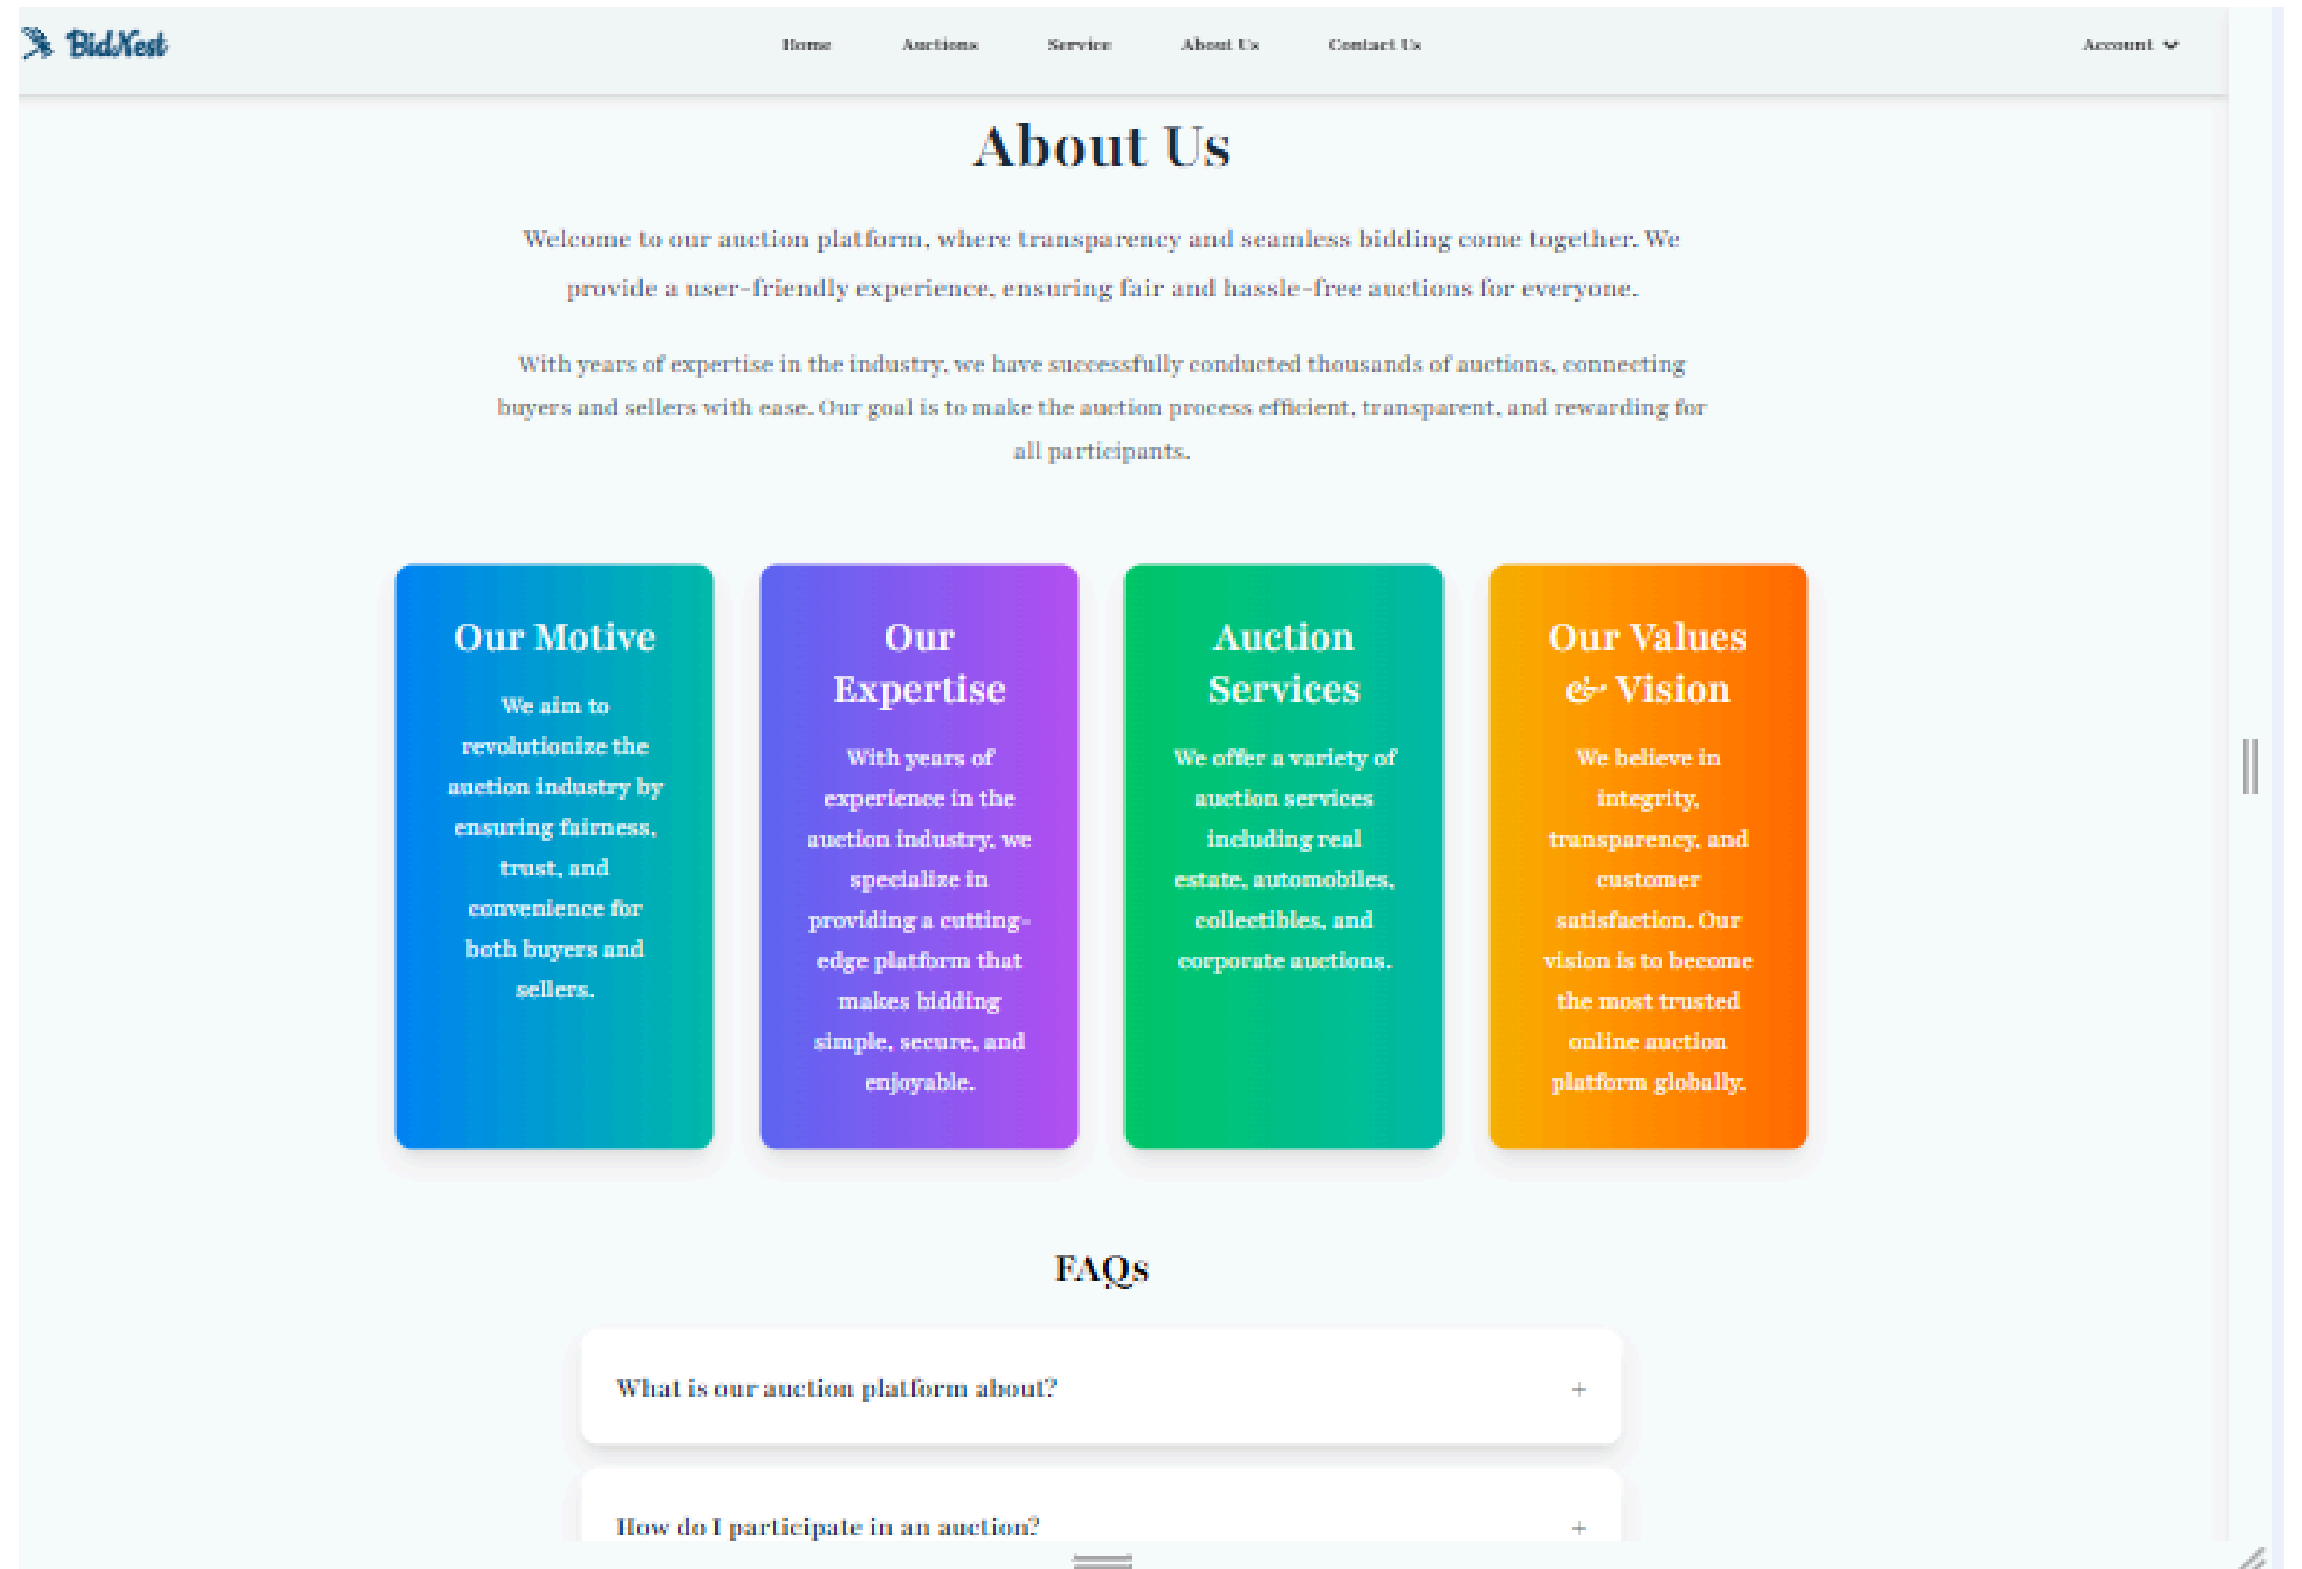 BidNest
Home
Auctions
Service
About Us
Contact Us
Account
About Us
Welcome to our auction platform, where transparency and seamless bidding come together. We
provide a user-friendly experience, ensuring fair and hassle-free auctions for everyone.
With years of expertise in the industry, we have successfully conducted thousands of auctions, connecting
buyers and sellers with ease. Our goal is to make the auction process efficient, transparent, and rewarding for
all participants.
Our Motive
We aim to
revolutionize the
auction industry by
ensuring fairness,
trust, and
convenience for
both buyers and
sellers.
Our
Expertise
With years of
experience in the
auction industry, we
specialize in
providing a cutting-
edge platform that
makes bidding
simple, secure, and
enjoyable.
Auction
Services
We offer a variety of
auction services
including real
estate, automobiles,
collectibles, and
corporate auctions.
Our Values
& Vision
We believe in
integrity,
transparency, and
customer
satisfaction. Our
vision is to become
the most trusted
online auction
platform globally.
FAQs
What is our auction platform about?
+
How do I participate in an auction?
+